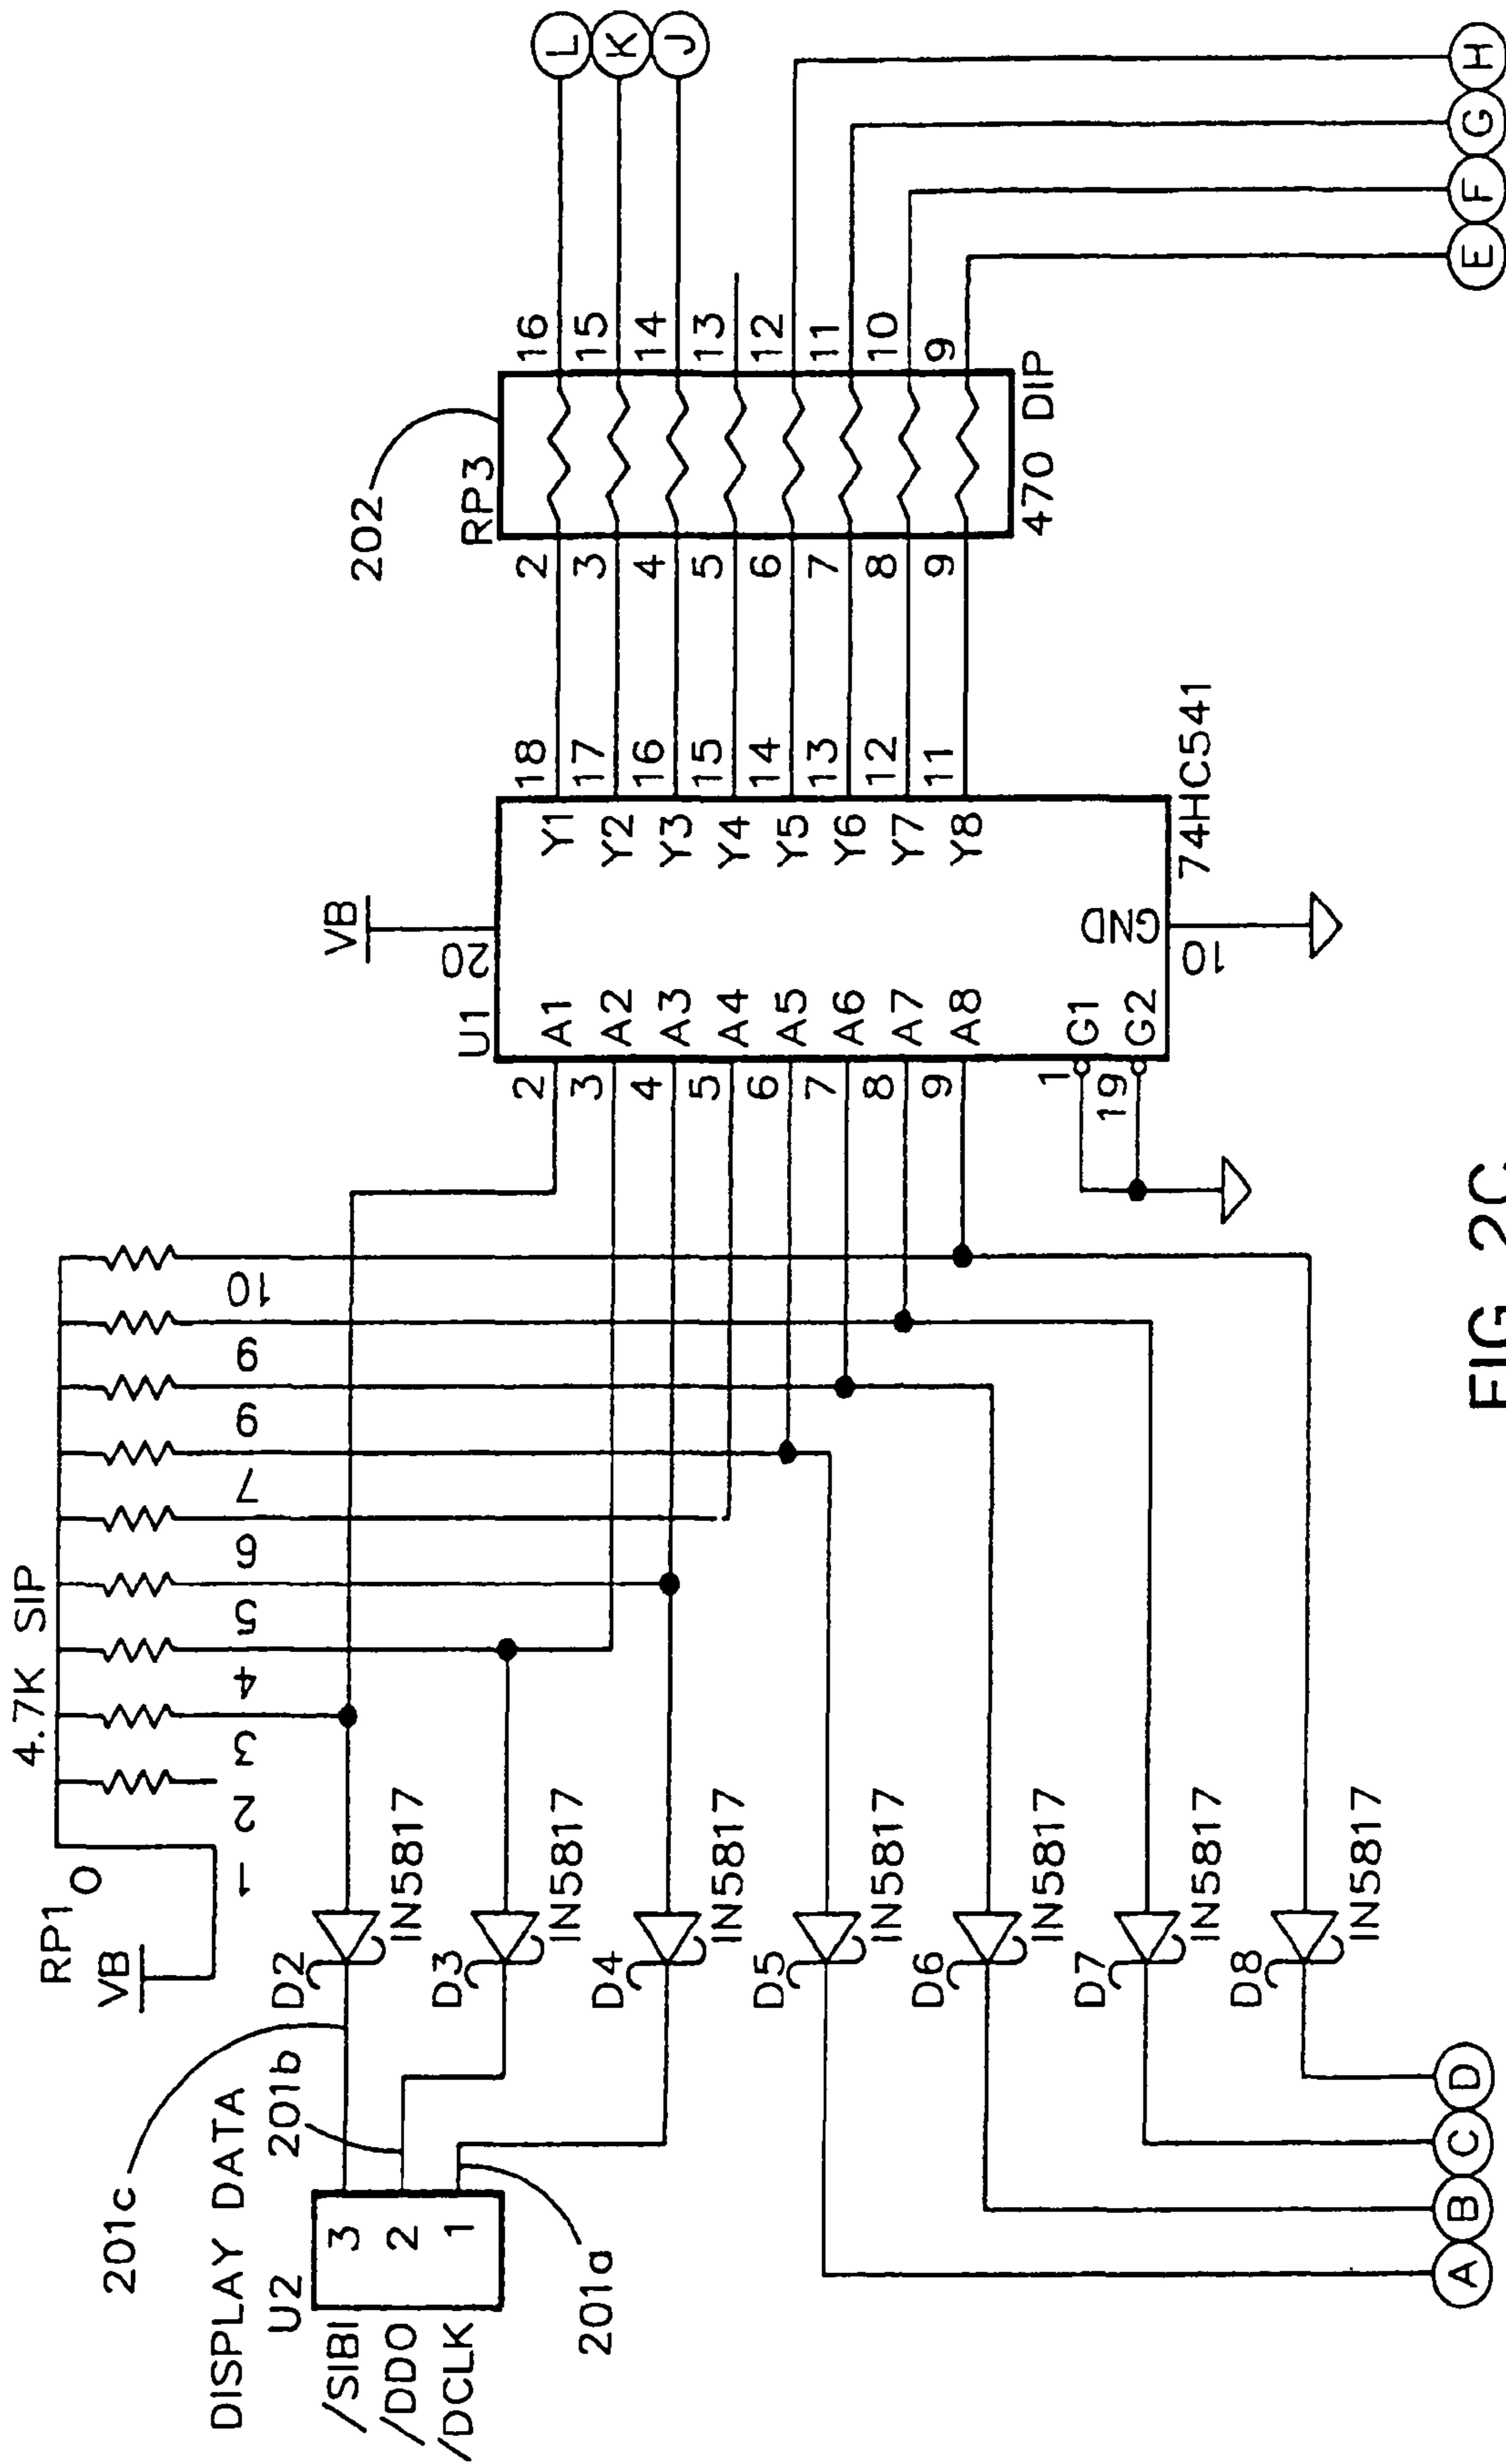 RP1
4.7K SIP
O
VB
1
2
3
4
5
6
7
9
9
10
201c
DISPLAY DATA
201b
U2
/SIBI
/DDO
/DCLK
3
2
1
201a
D2
IN5817
D3
IN5817
D4
IN5817
D5
IN5817
D6
IN5817
D7
IN5817
D8
IN5817
A
B
C
D
VB
20
U1
2
3
4
5
6
7
8
9
1
19
A1
A2
A3
A4
A5
A6
A7
A8
G1
G2
Y1
Y2
Y3
Y4
Y5
Y6
Y7
Y8
GND
10
18
17
16
15
14
13
12
11
74HC541
202
RP3
2
3
4
5
6
7
8
9
16
15
14
13
12
11
10
9
470 DIP
L
K
J
E
F
G
H
FIG 2C